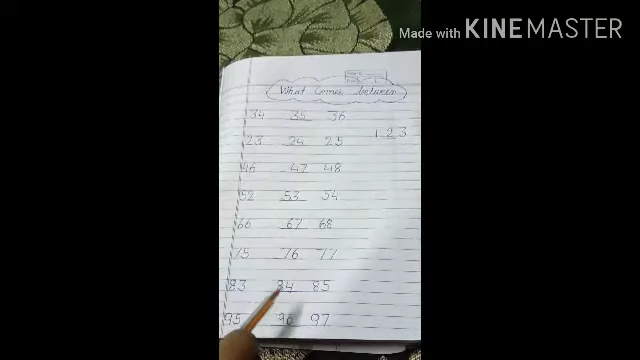 Made with KINEMASTER
What Comes between
34 35 36
1 2 3
23 24 25
46 47 48
52 53 54
66 67 68
75 76 77
83 84 85
95 96 97